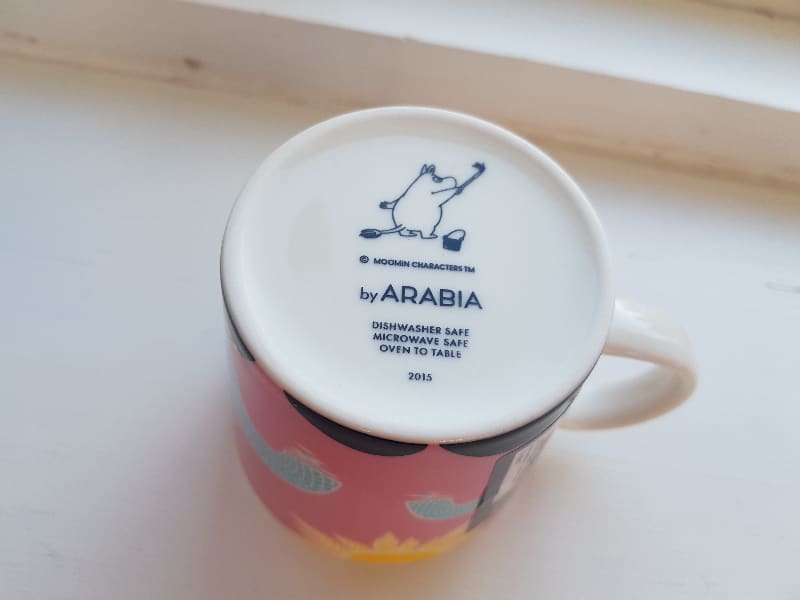 © MOOMIN CHARACTERS TM
by ARABIA
DISHWASHER SAFE
MICROWAVE SAFE
OVEN TO TABLE
2015